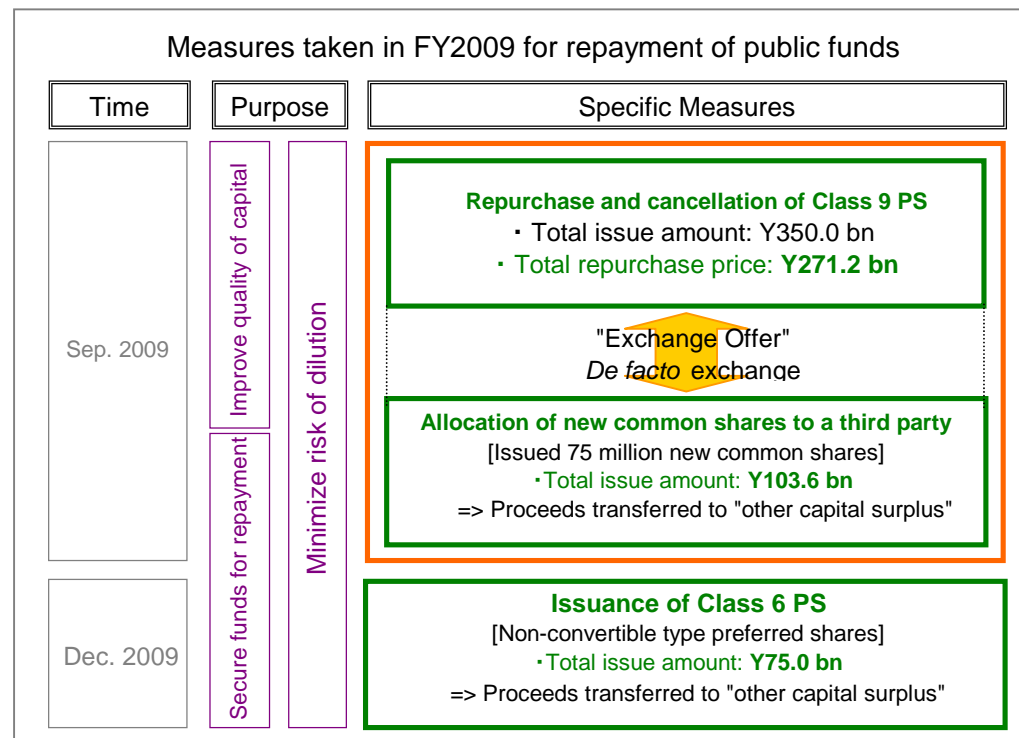 Measures taken in FY2009 for repayment of public funds
Time
Purpose
Specific Measures
Sep. 2009
Improve quality of capital
Minimize risk of dilution
Repurchase and cancellation of Class 9 PS
・Total issue amount: Y350.0 bn
・Total repurchase price: Y271.2 bn
"Exchange Offer"
De facto exchange
Allocation of new common shares to a third party
[Issued 75 million new common shares]
・Total issue amount: Y103.6 bn
=> Proceeds transferred to "other capital surplus"
Secure funds for repayment
Dec. 2009
Issuance of Class 6 PS
[Non-convertible type preferred shares]
・Total issue amount: Y75.0 bn
=> Proceeds transferred to "other capital surplus"